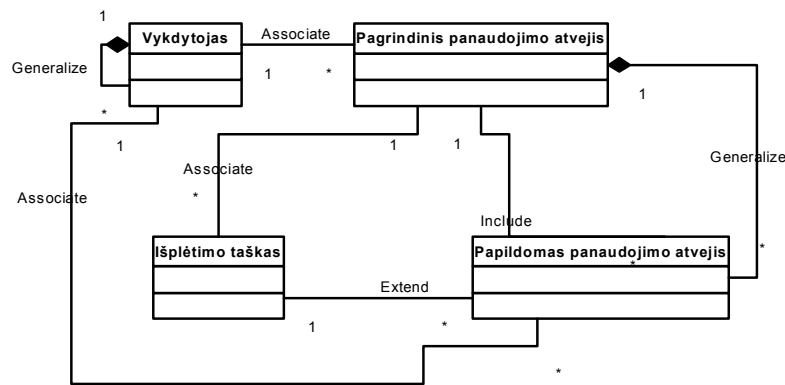 1
Vykdytojas
Associate
Pagrindinis panaudojimo atvejis
Generalize
1
*
1
*
1
1
1
Associate
Generalize
Associate
*
Include
*
Išplėtimo taškas
Papildomas panaudojimo atvejis
*
Extend
1
*
*